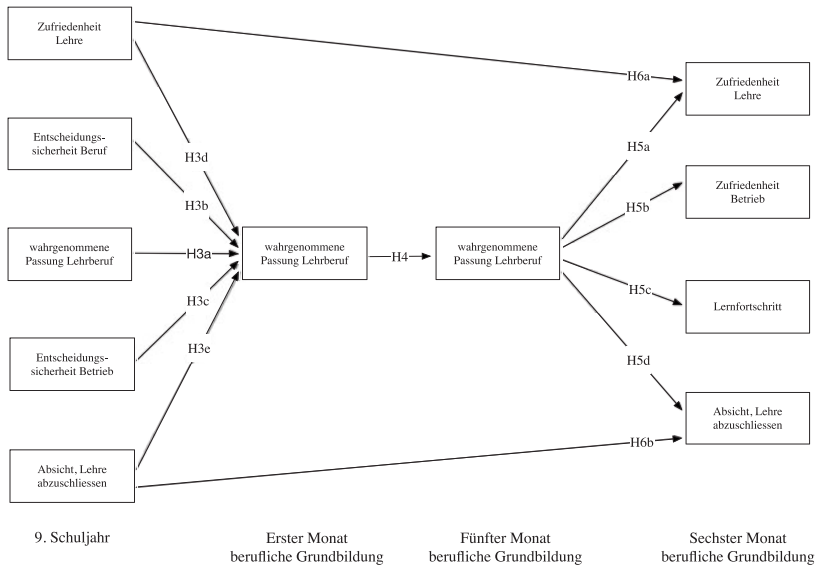 Zufriedenheit
Lehre
H6a
Zufriedenheit
Lehre
Entscheidungs-
sicherheit Beruf
H3d
H5a
H3b
Zufriedenheit
Betrieb
H5b
wahrgenommene
Passung Lehrberuf
H3a
wahrgenommene
Passung Lehrberuf
H4
wahrgenommene
Passung Lehrberuf
H3c
H5c
Lernfortschritt
Entscheidungs-
sicherheit Betrieb
H3e
H5d
Absicht, Lehre
abzuschliessen
H6b
Absicht, Lehre
abzuschliessen
9. Schuljahr
Erster Monat
berufliche Grundbildung
Fünfter Monat
berufliche Grundbildung
Sechster Monat
berufliche Grundbildung